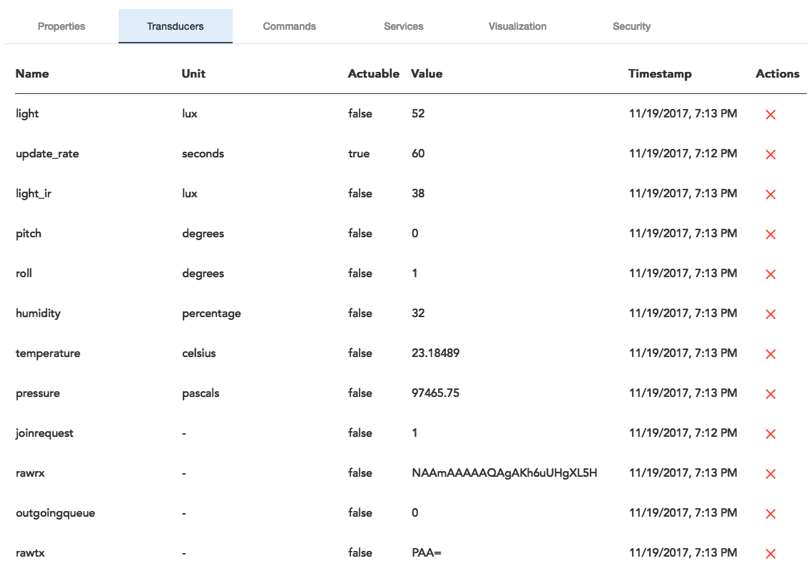 Properties Transducers Commands Services Visualization Security
Name Unit Actuable Value Timestamp Actions
light lux false 52 11/19/2017, 7:13 PM
update_rate seconds true 60 11/19/2017, 7:12 PM
light_ir lux false 38 11/19/2017, 7:13 PM
pitch degrees false 0 11/19/2017, 7:13 PM
roll degrees false 1 11/19/2017, 7:13 PM
humidity percentage false 32 11/19/2017, 7:13 PM
temperature celsius false 23.18489 11/19/2017, 7:13 PM
pressure pascals false 97465.75 11/19/2017, 7:13 PM
joinrequest - false 1 11/19/2017, 7:12 PM
rawrx - false NAAmAAAAAQAgAKh6uUHgXL5H 11/19/2017, 7:13 PM
outgoingqueue - false 0 11/19/2017, 7:13 PM
rawtx - false PAA= 11/19/2017, 7:13 PM